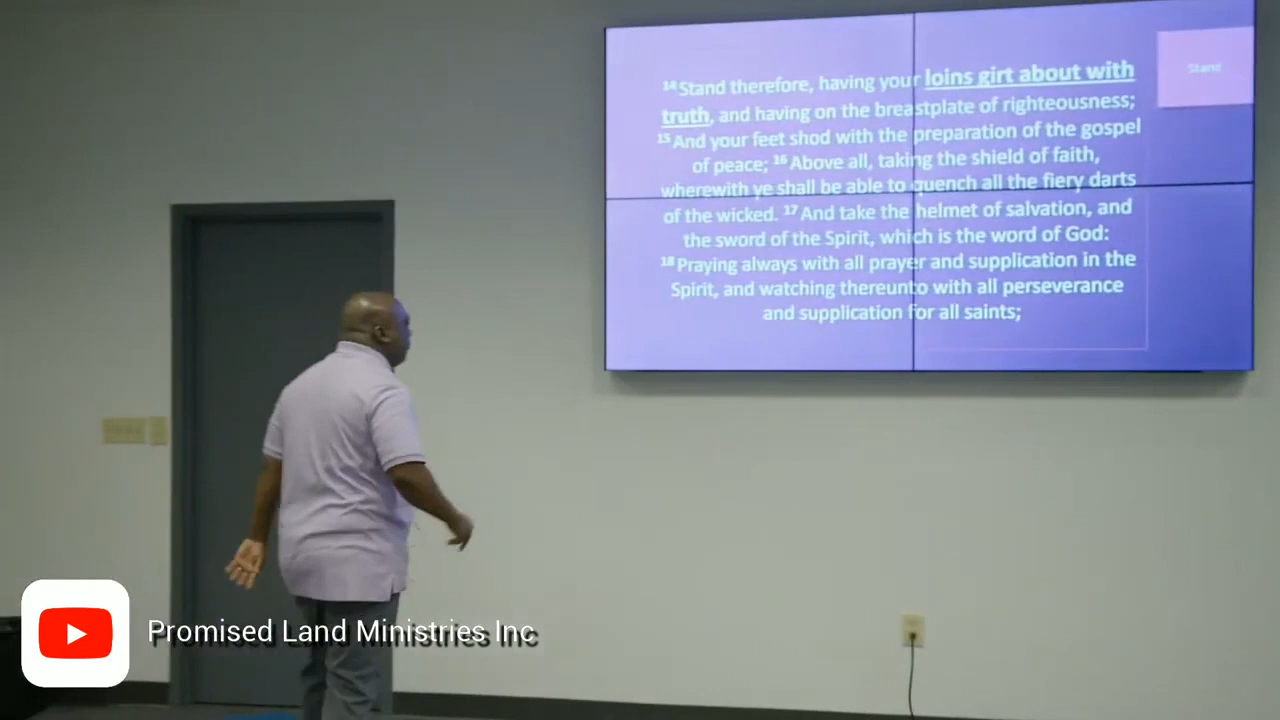 ¹⁴ Stand therefore, having your loins girt about with
truth, and having on the breastplate of righteousness;
¹⁵ And your feet shod with the preparation of the gospel
of peace; ¹⁶ Above all, taking the shield of faith,
wherewith ye shall be able to quench all the fiery darts
of the wicked. ¹⁷ And take the helmet of salvation, and
the sword of the Spirit, which is the word of God:
¹⁸ Praying always with all prayer and supplication in the
Spirit, and watching thereunto with all perseverance
and supplication for all saints;
Stand
Promised Land Ministries Inc